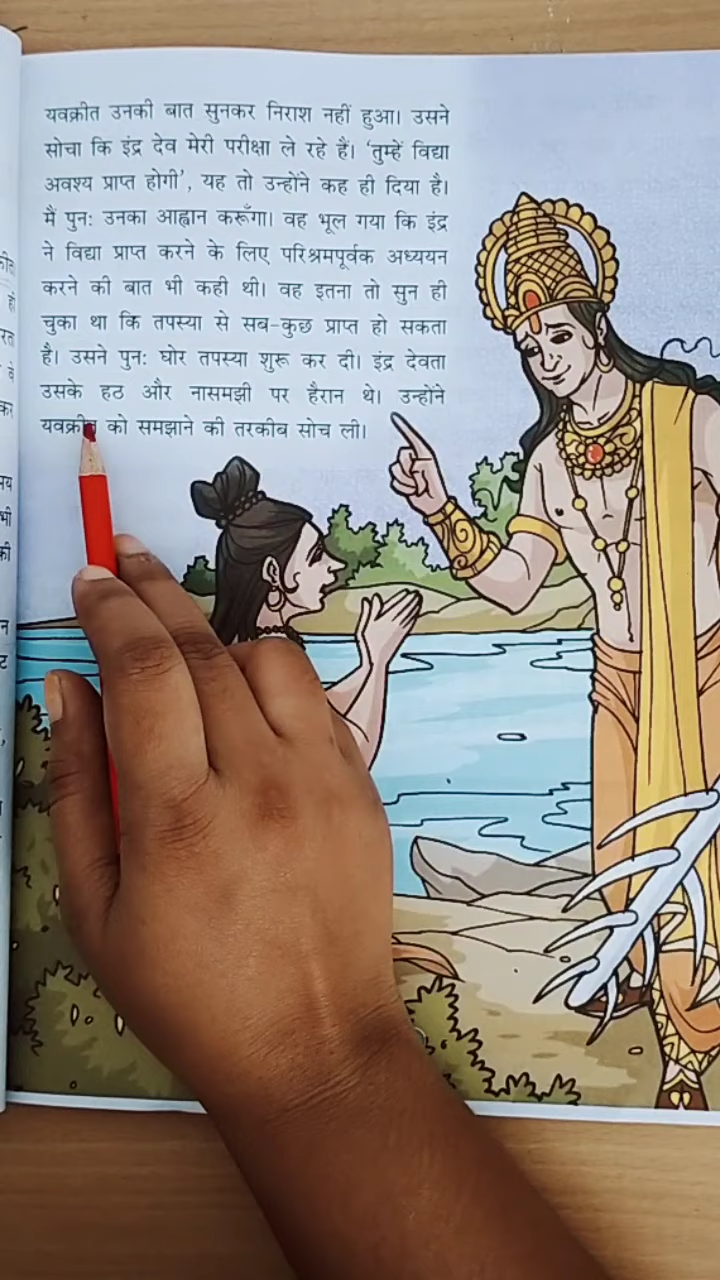 यवक्रीत उनकी बात सुनकर निराश नहीं हुआ। उसने
सोचा कि इंद्र देव मेरी परीक्षा ले रहे हैं। ‘तुम्हें विद्या
अवश्य प्राप्त होगी’, यह तो उन्होंने कह ही दिया है।
मैं पुनः उनका आह्वान करूँगा। वह भूल गया कि इंद्र
ने विद्या प्राप्त करने के लिए परिश्रमपूर्वक अध्ययन
करने की बात भी कही थी। वह इतना तो सुन ही
चुका था कि तपस्या से सब-कुछ प्राप्त हो सकता
है। उसने पुनः घोर तपस्या शुरू कर दी। इंद्र देवता
उसके हठ और नासमझी पर हैरान थे। उन्होंने
यवक्रीत को समझाने की तरकीब सोच ली।